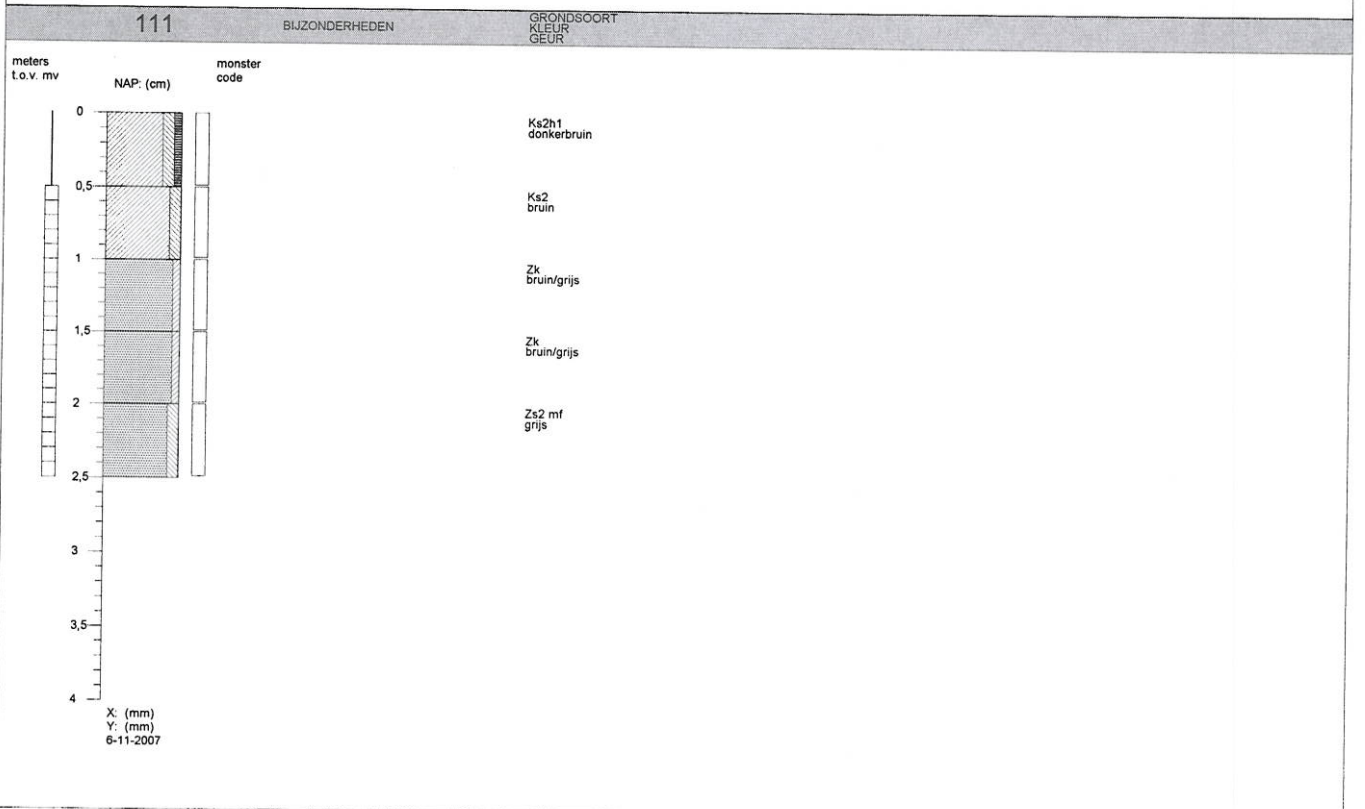 111
BIJZONDERHEDEN
GRONDSOORT
KLEUR
GEUR
meters
t.o.v. mv
NAP: (cm)
monster
code
0
Ks2h1
donkerbruin
0,5
Ks2
bruin
1
Zk
bruin/grijs
1,5
Zk
bruin/grijs
2
Zs2 mf
grijs
2,5
3
3,5
4
X: (mm)
Y: (mm)
6-11-2007